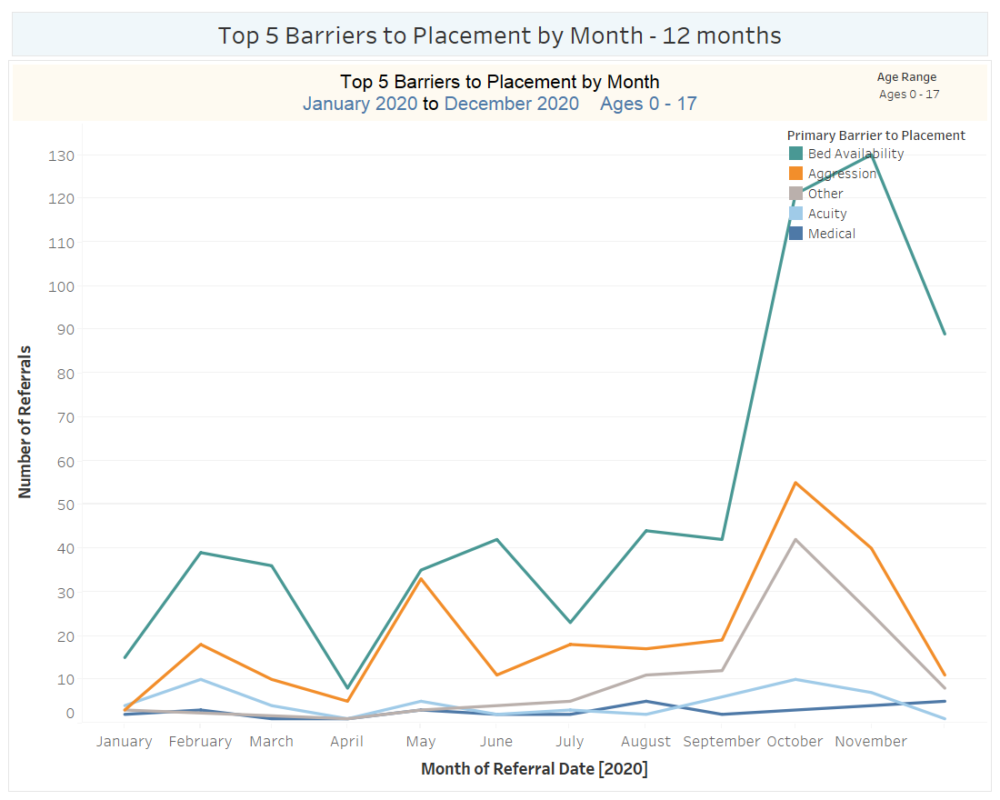 Top 5 Barriers to Placement by Month - 12 months
Top 5 Barriers to Placement by Month
January 2020 to December 2020 Ages 0 - 17
Age Range
Ages 0 - 17
Primary Barrier to Placement
Bed Availability
Aggression
Other
Acuity
Medical
Number of Referrals
130
120
110
100
90
80
70
60
50
40
30
20
10
0
January February March April May June July August September October November
Month of Referral Date [2020]